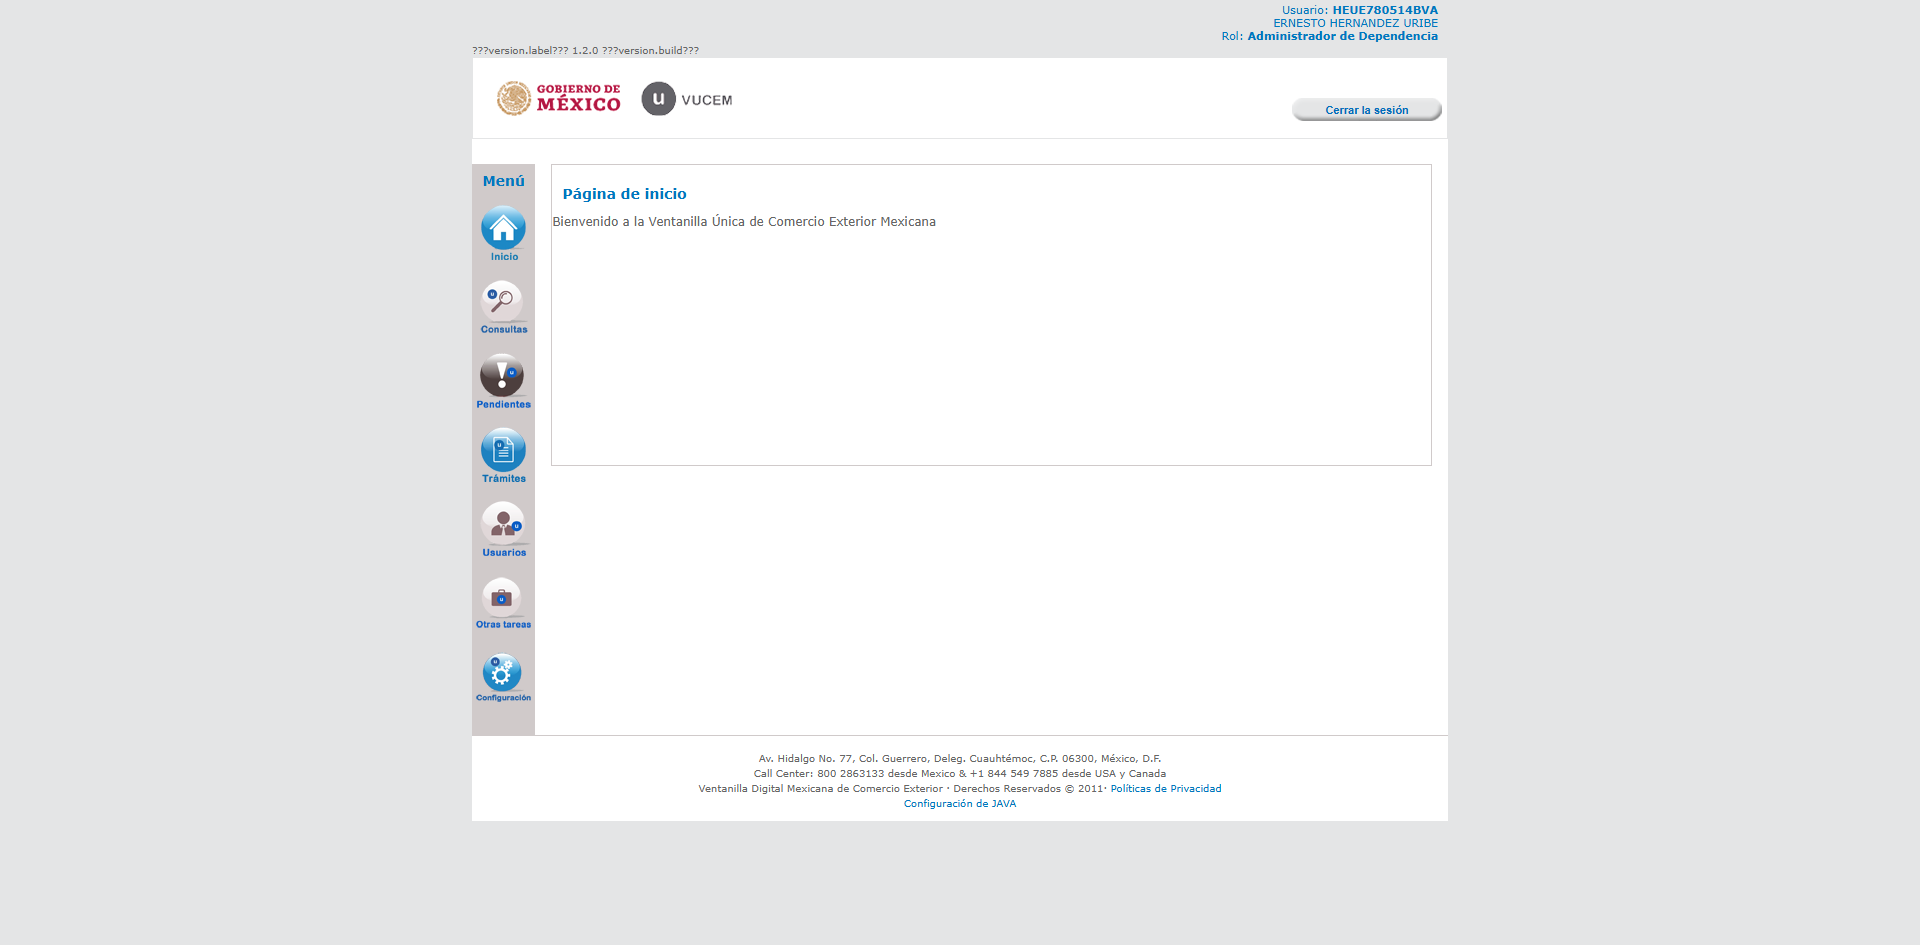 Usuario: HEUE780514BVA
ERNESTO HERNANDEZ URIBE
Rol: Administrador de Dependencia
???version.label??? 1.2.0 ???version.build???
GOBIERNO DE
MÉXICO
u VUCEM
Cerrar la sesión
Menú
Inicio
Consultas
Pendientes
Trámites
Usuarios
Otras tareas
Configuración
Página de inicio
Bienvenido a la Ventanilla Única de Comercio Exterior Mexicana
Av. Hidalgo No. 77, Col. Guerrero, Deleg. Cuauhtémoc, C.P. 06300, México, D.F.
Call Center: 800 2863133 desde Mexico & +1 844 549 7885 desde USA y Canada
Ventanilla Digital Mexicana de Comercio Exterior · Derechos Reservados © 2011· Políticas de Privacidad
Configuración de JAVA